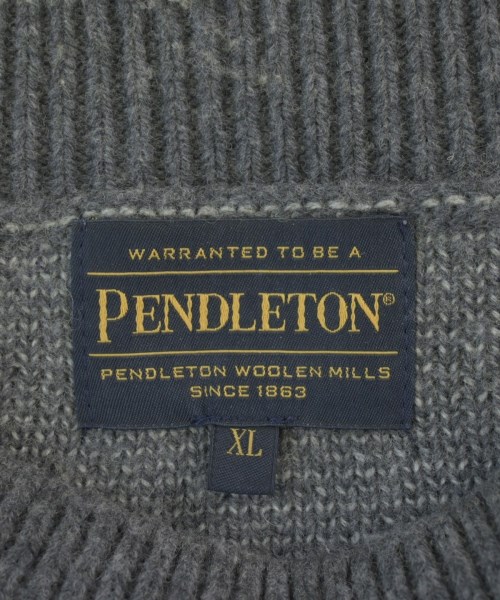 WARRANTED TO BE A
PENDLETON®
PENDLETON WOOLEN MILLS
SINCE 1863
XL